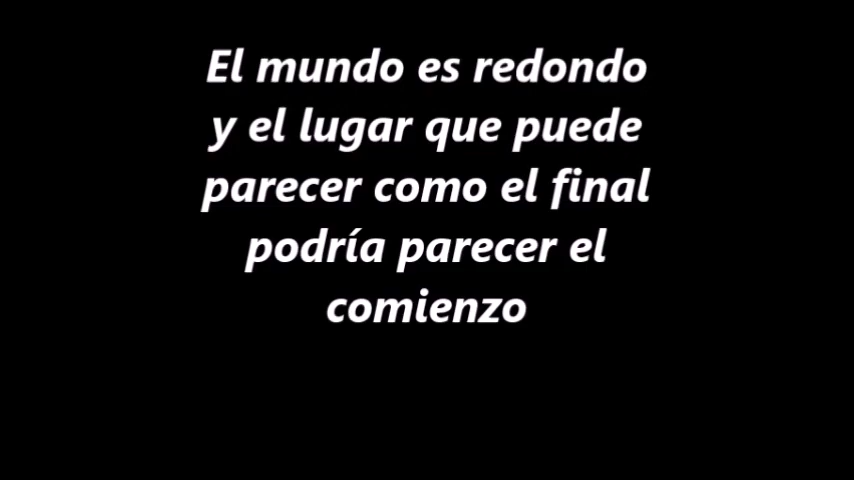 El mundo es redondo
y el lugar que puede
parecer como el final
podría parecer el
comienzo